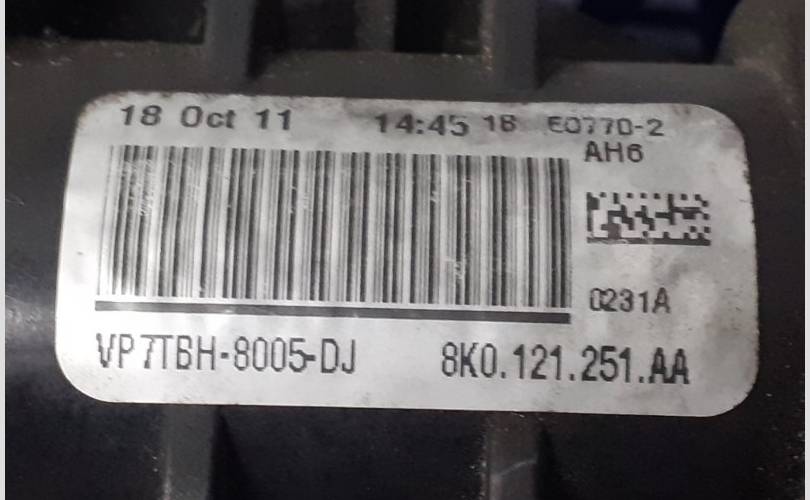 18 Oct 11 14:45 18 E0770-2
AH6
0231A
VP7TBH-8005-DJ 8K0.121.251.AA